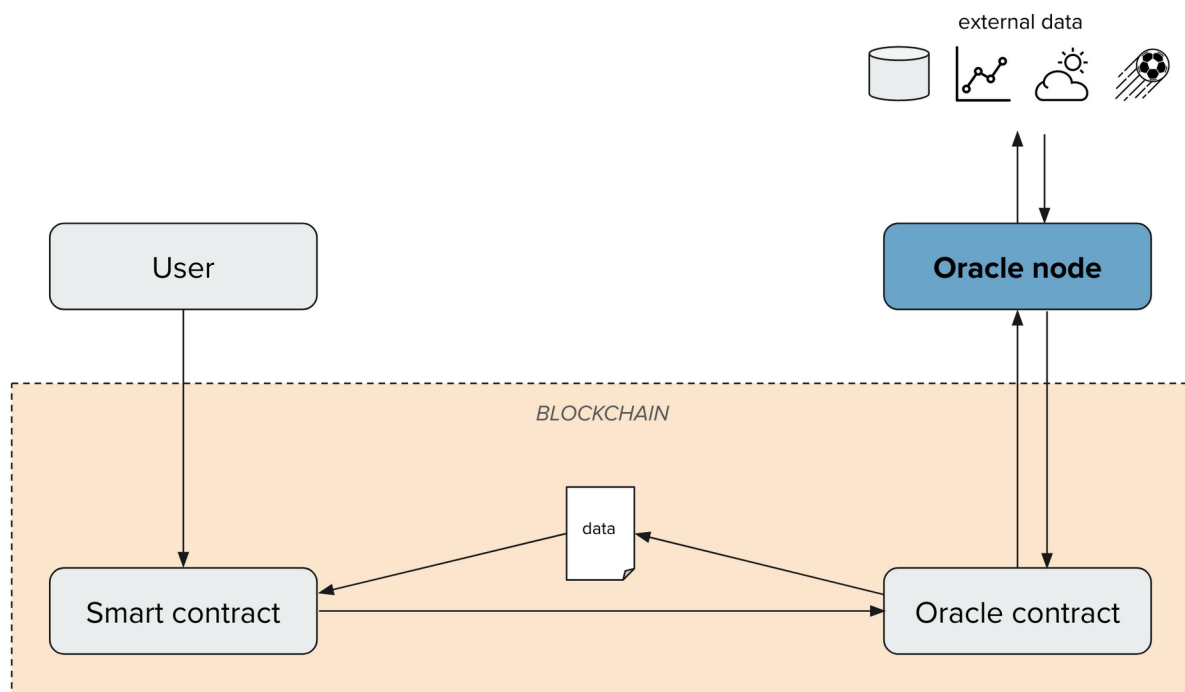 external data
User
Oracle node
BLOCKCHAIN
data
Smart contract
Oracle contract